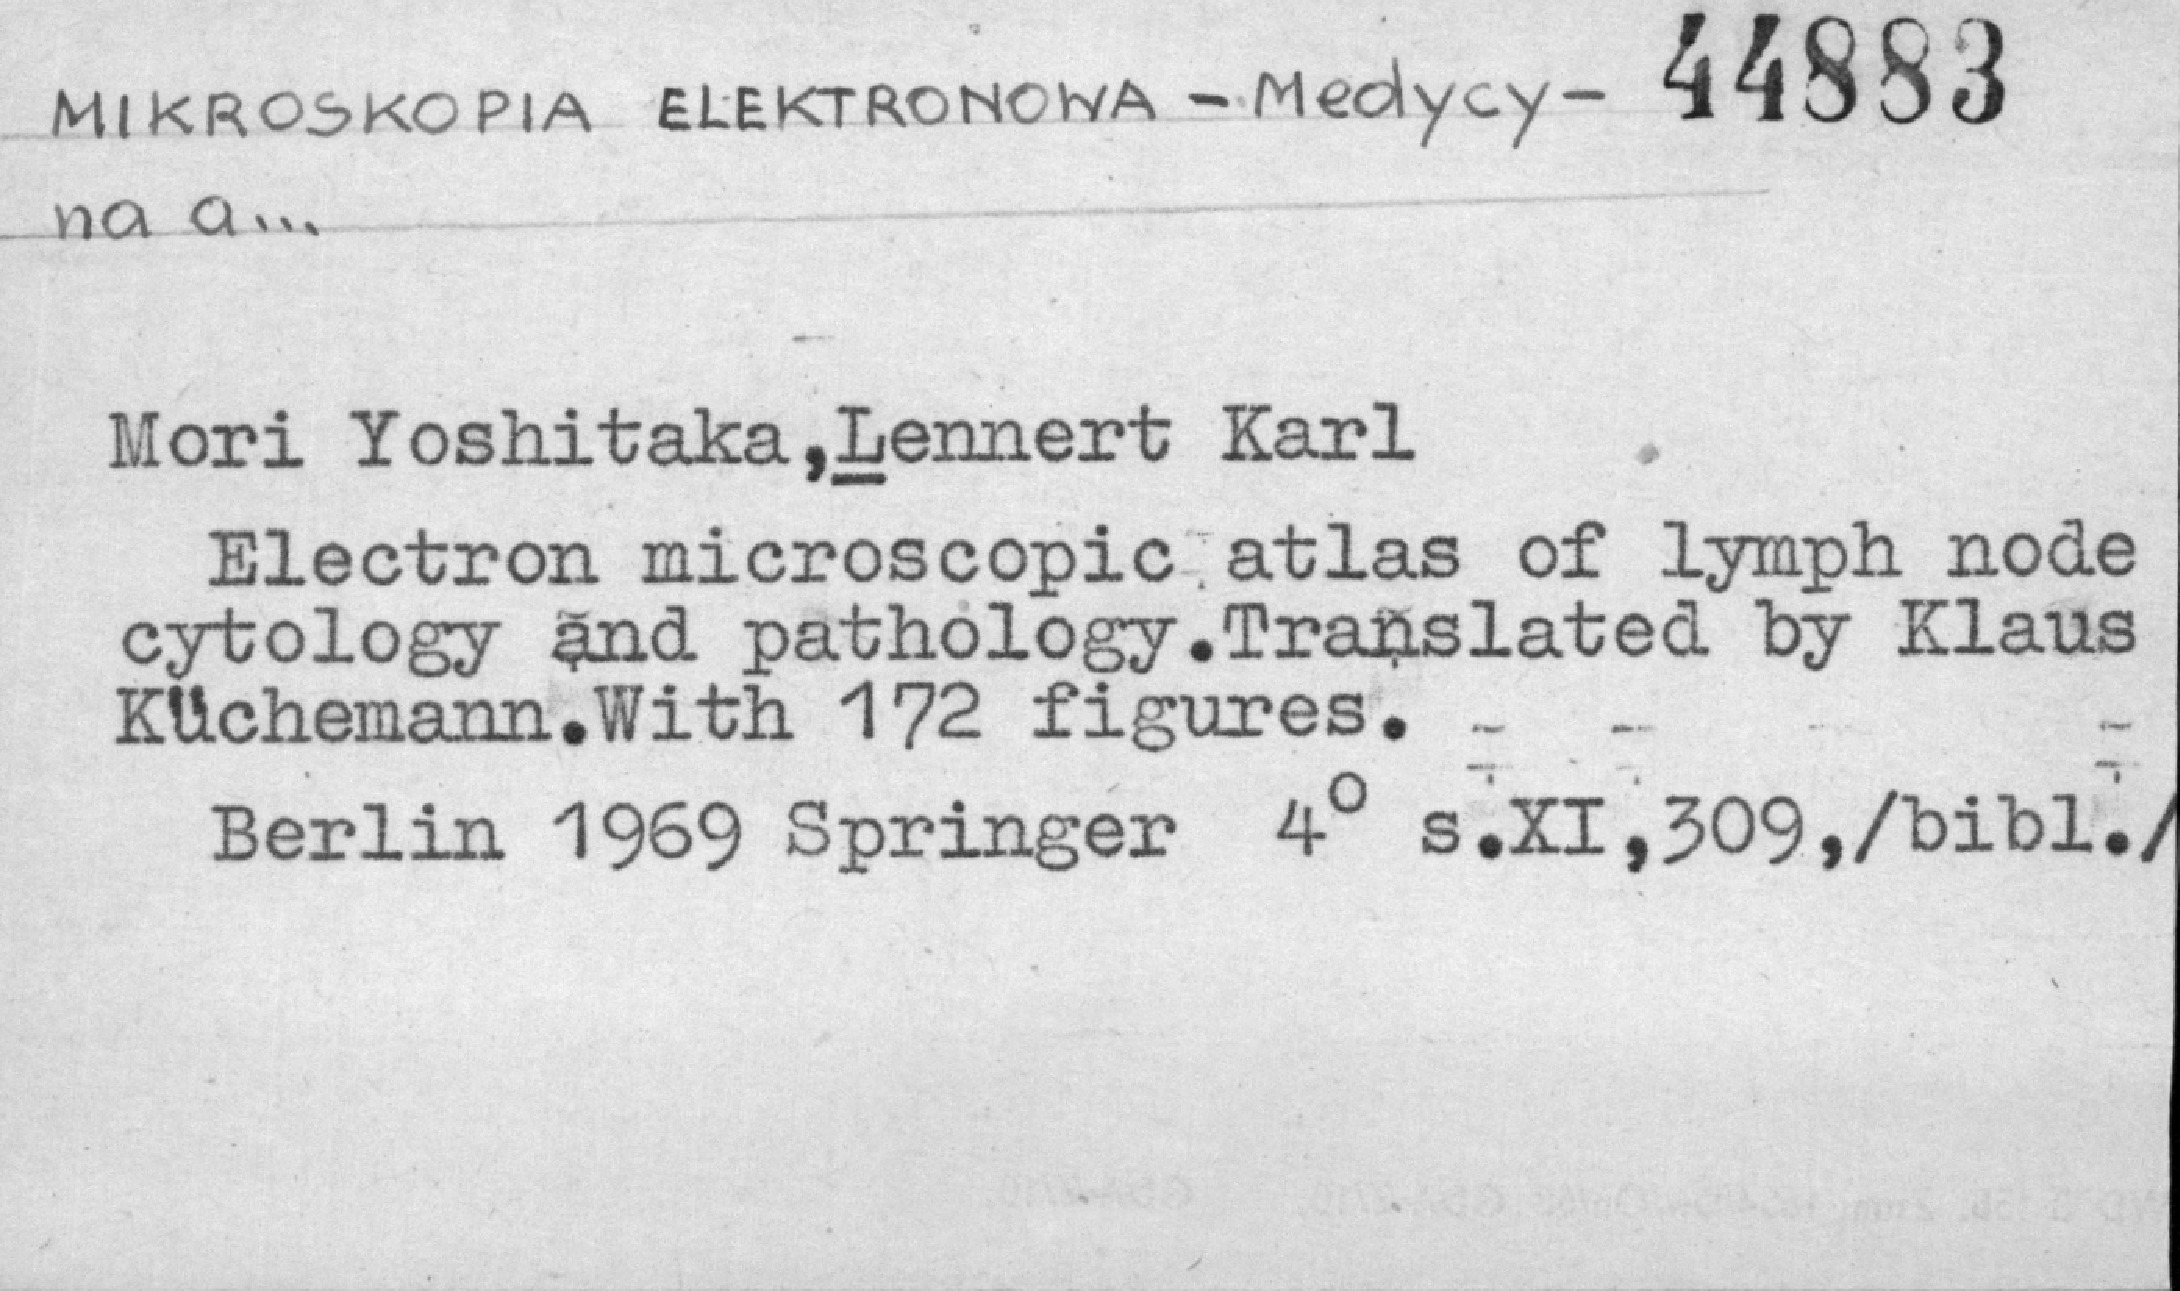 MIKROSKOPIA ELEKTRONOWA - Medycy- 44883
na a...
Mori Yoshitaka,Lennert Karl
Electron microscopic atlas of lymph node
cytology and pathology.Translated by Klaus
Küchemann.With 172 figures.
Berlin 1969 Springer 4° s.XI,309,/bibl./